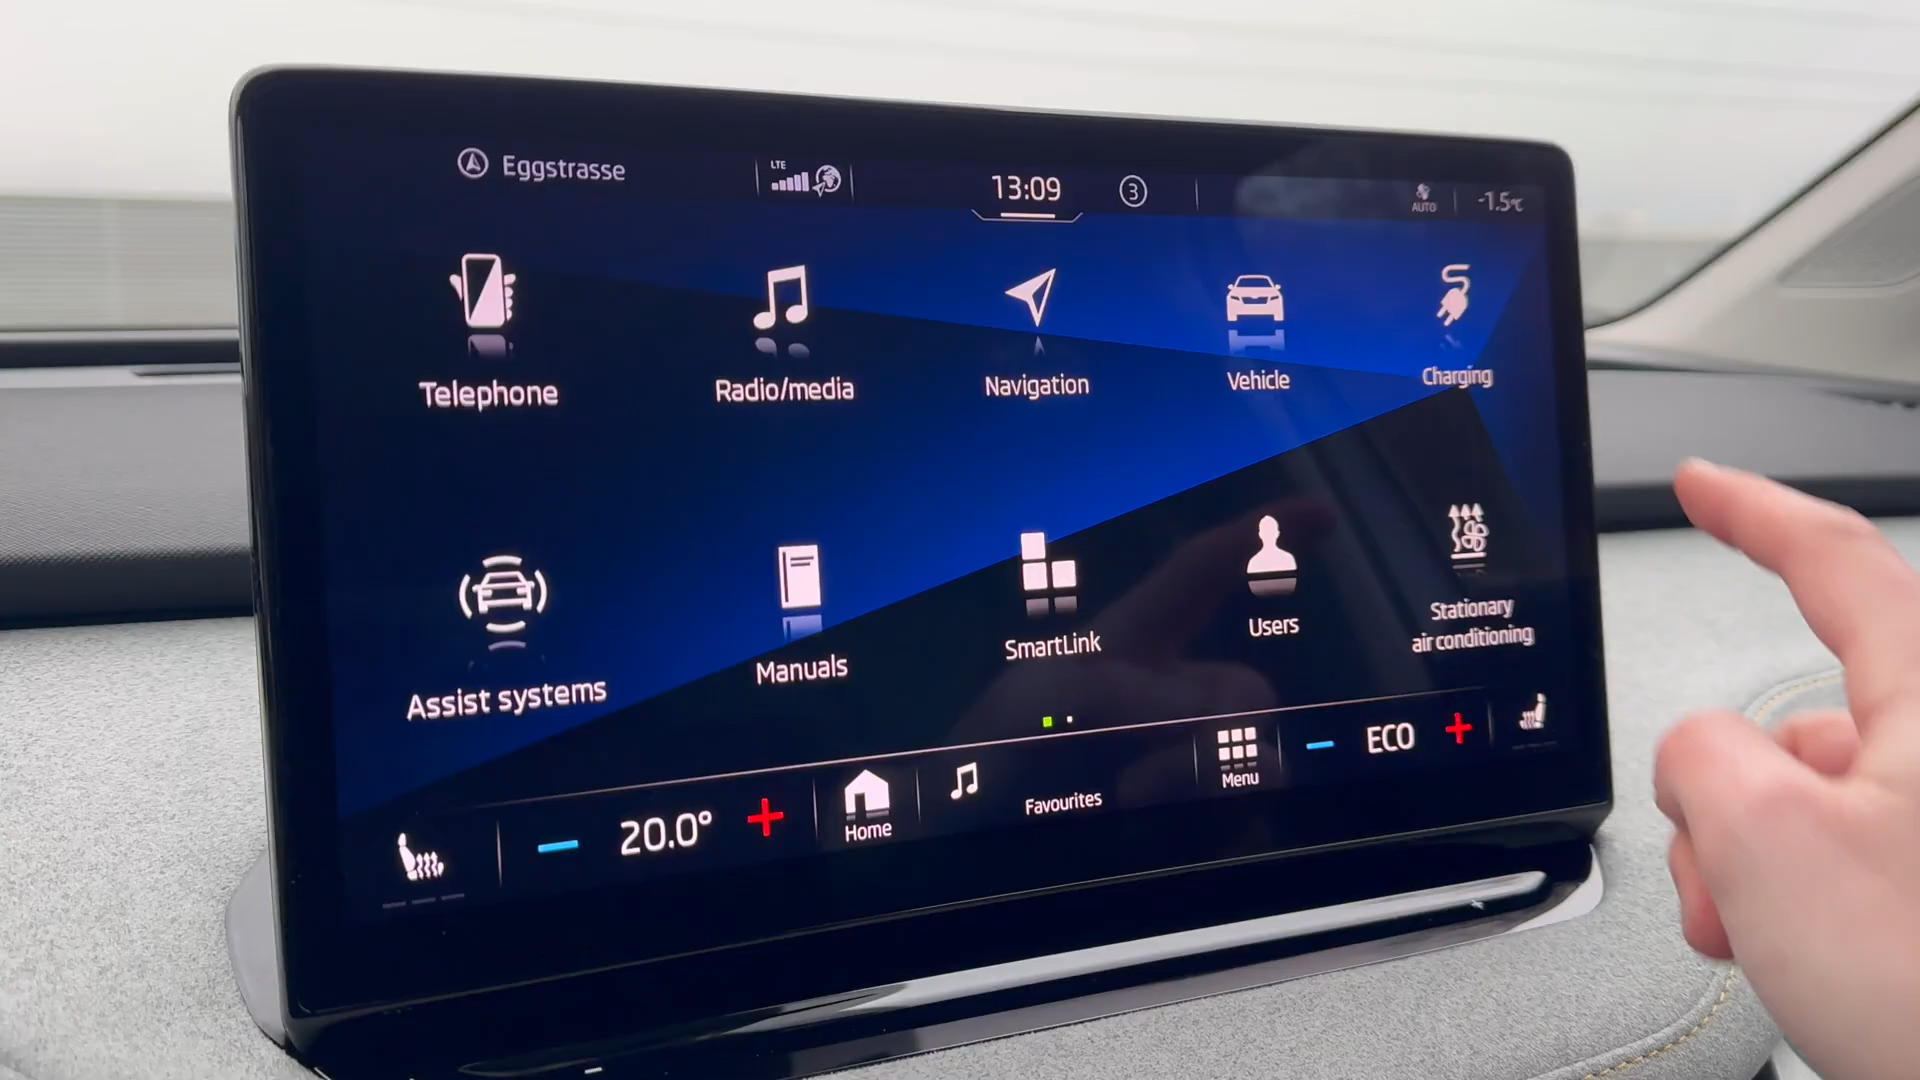 Eggstrasse
LTE
13:09
3
AUTO
-1.5°C
Telephone
Radio/media
Navigation
Vehicle
Charging
Assist systems
Manuals
SmartLink
Users
Stationary
air conditioning
20.0°
Home
Favourites
Menu
ECO